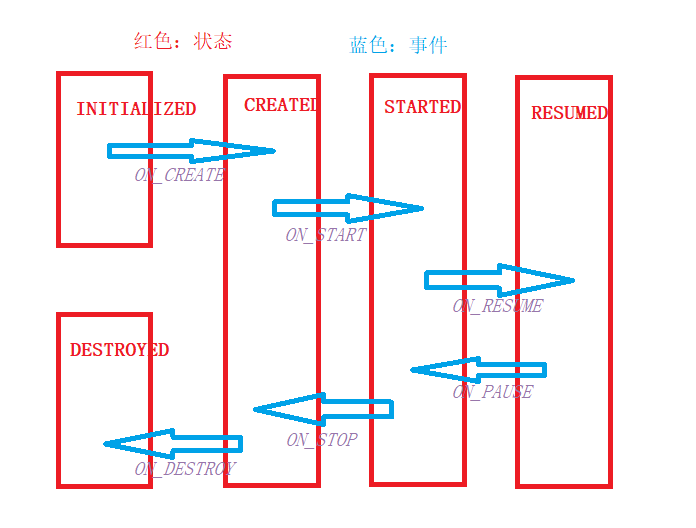 红色：状态
蓝色：事件
INITIALIZED
CREATED
STARTED
RESUMED
ON_CREATE
ON_START
ON_RESUME
DESTROYED
ON_PAUSE
ON_STOP
ON_DESTROY